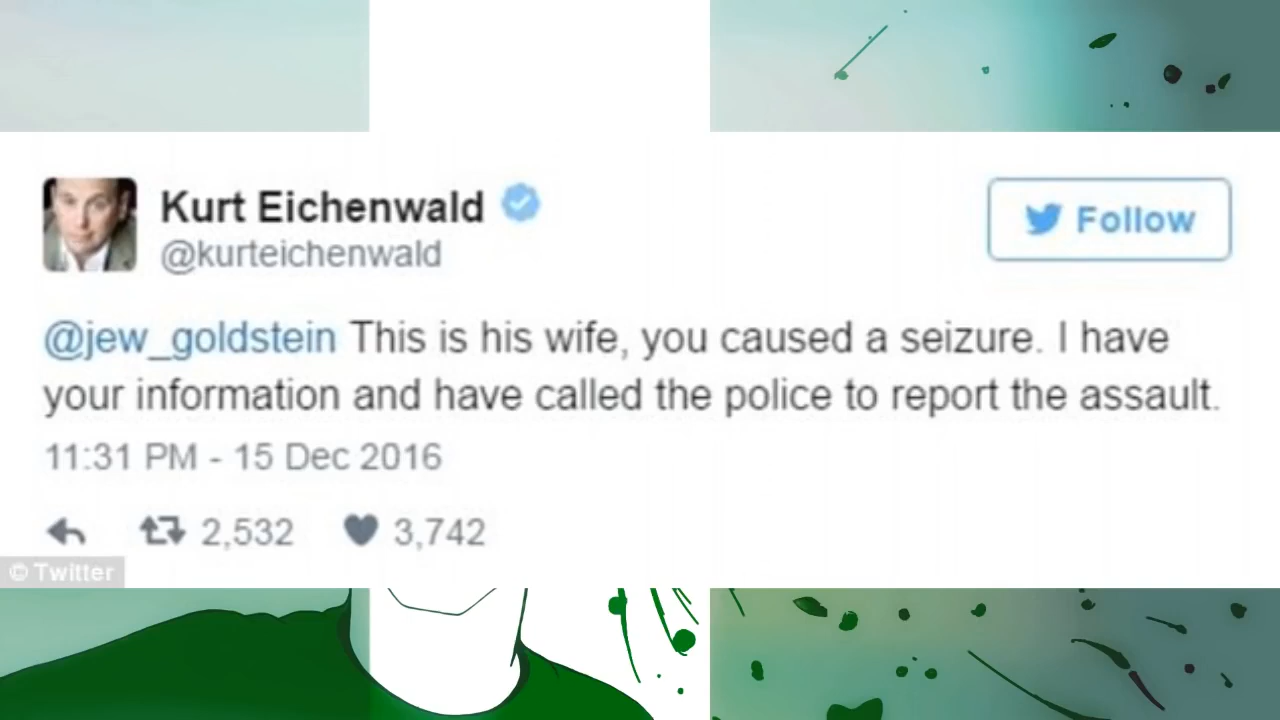 Kurt Eichenwald
@kurteichenwald
Follow
@jew_goldstein This is his wife, you caused a seizure. I have
your information and have called the police to report the assault.
11:31 PM - 15 Dec 2016
2,532 3,742
© Twitter